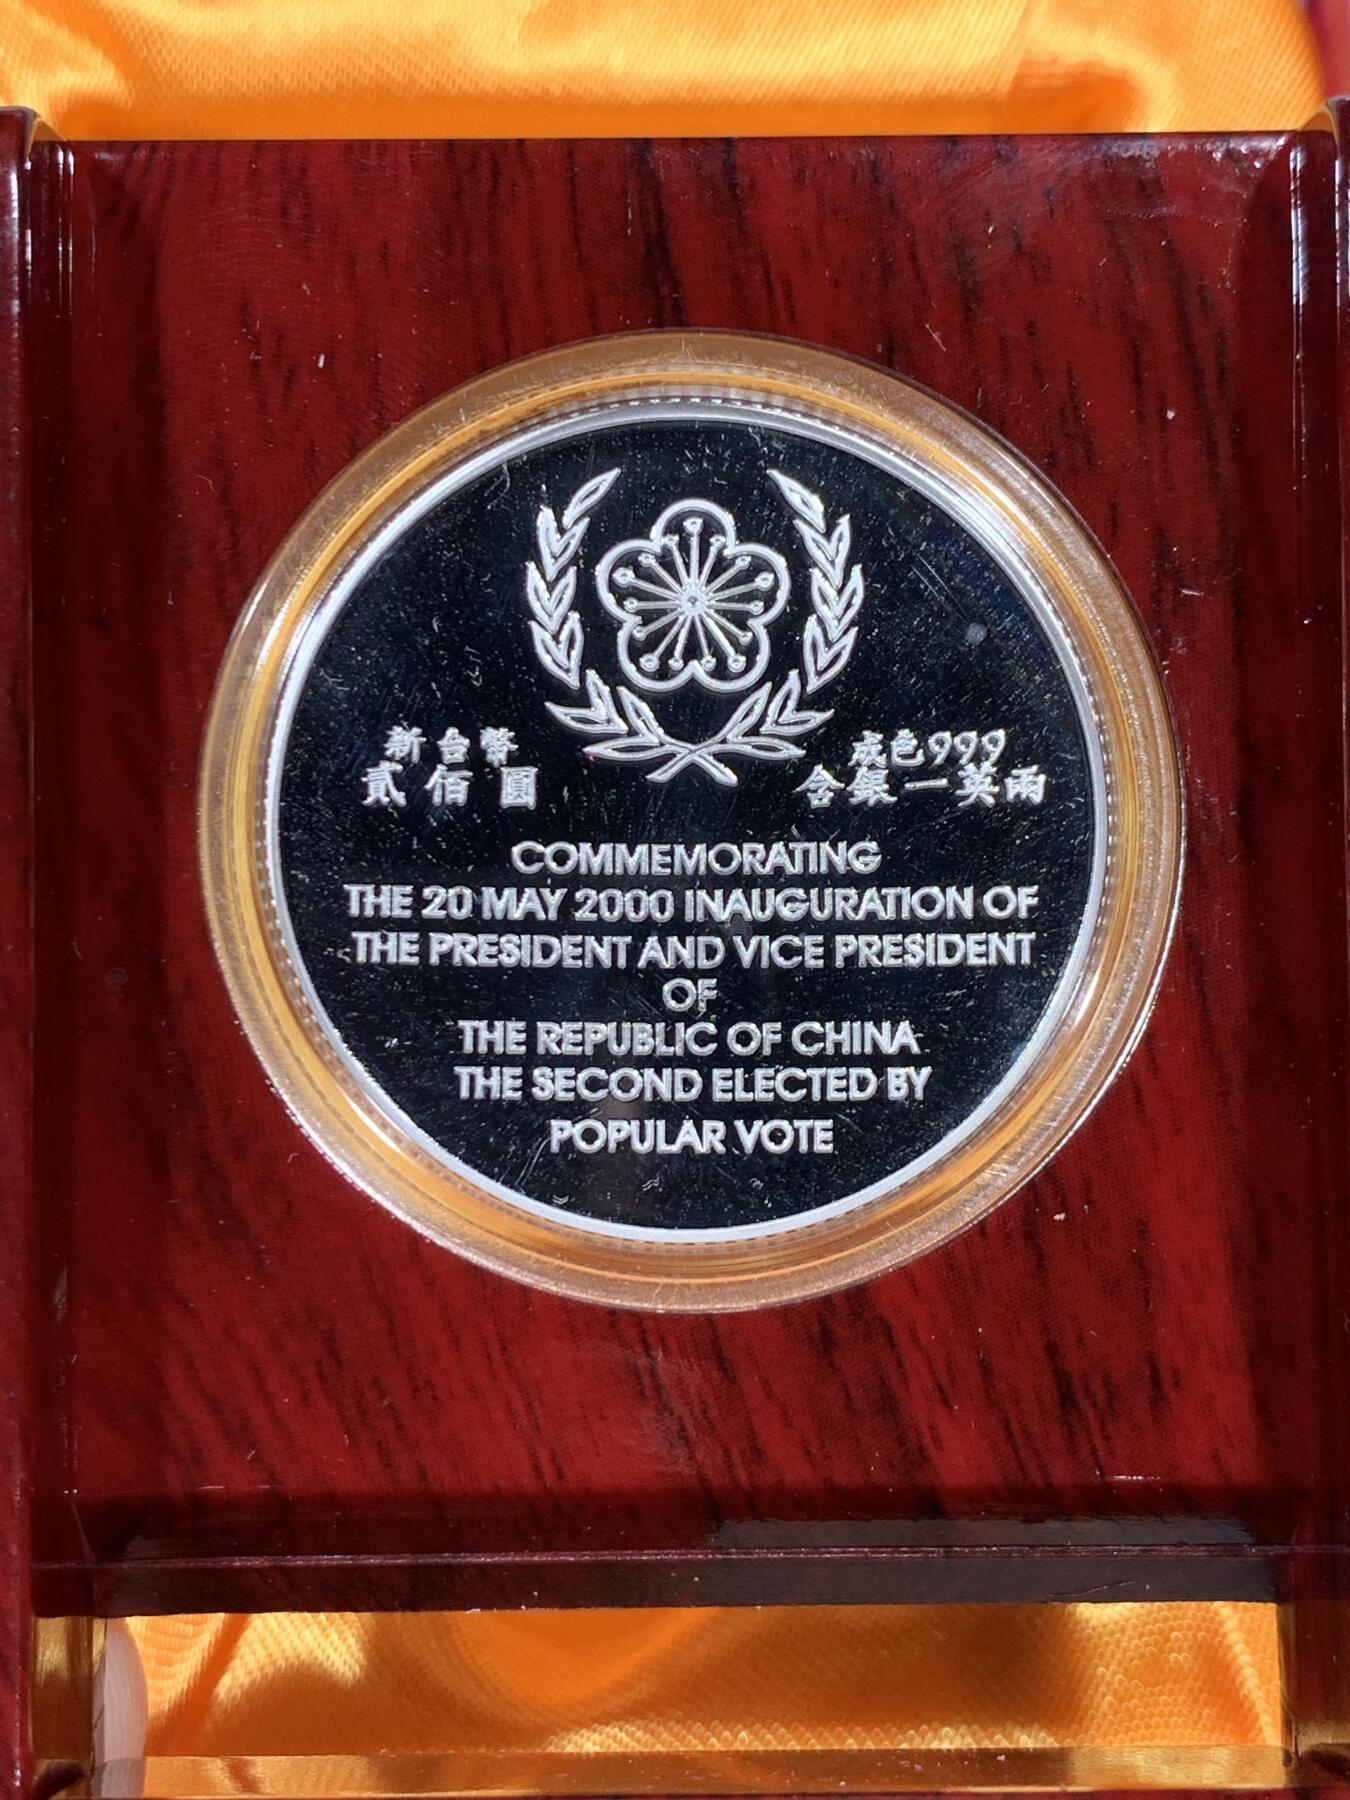 新台幣
貳佰圓
成色999
含銀一英兩
COMMEMORATING
THE 20 MAY 2000 INAUGURATION OF
THE PRESIDENT AND VICE PRESIDENT
OF
THE REPUBLIC OF CHINA
THE SECOND ELECTED BY
POPULAR VOTE